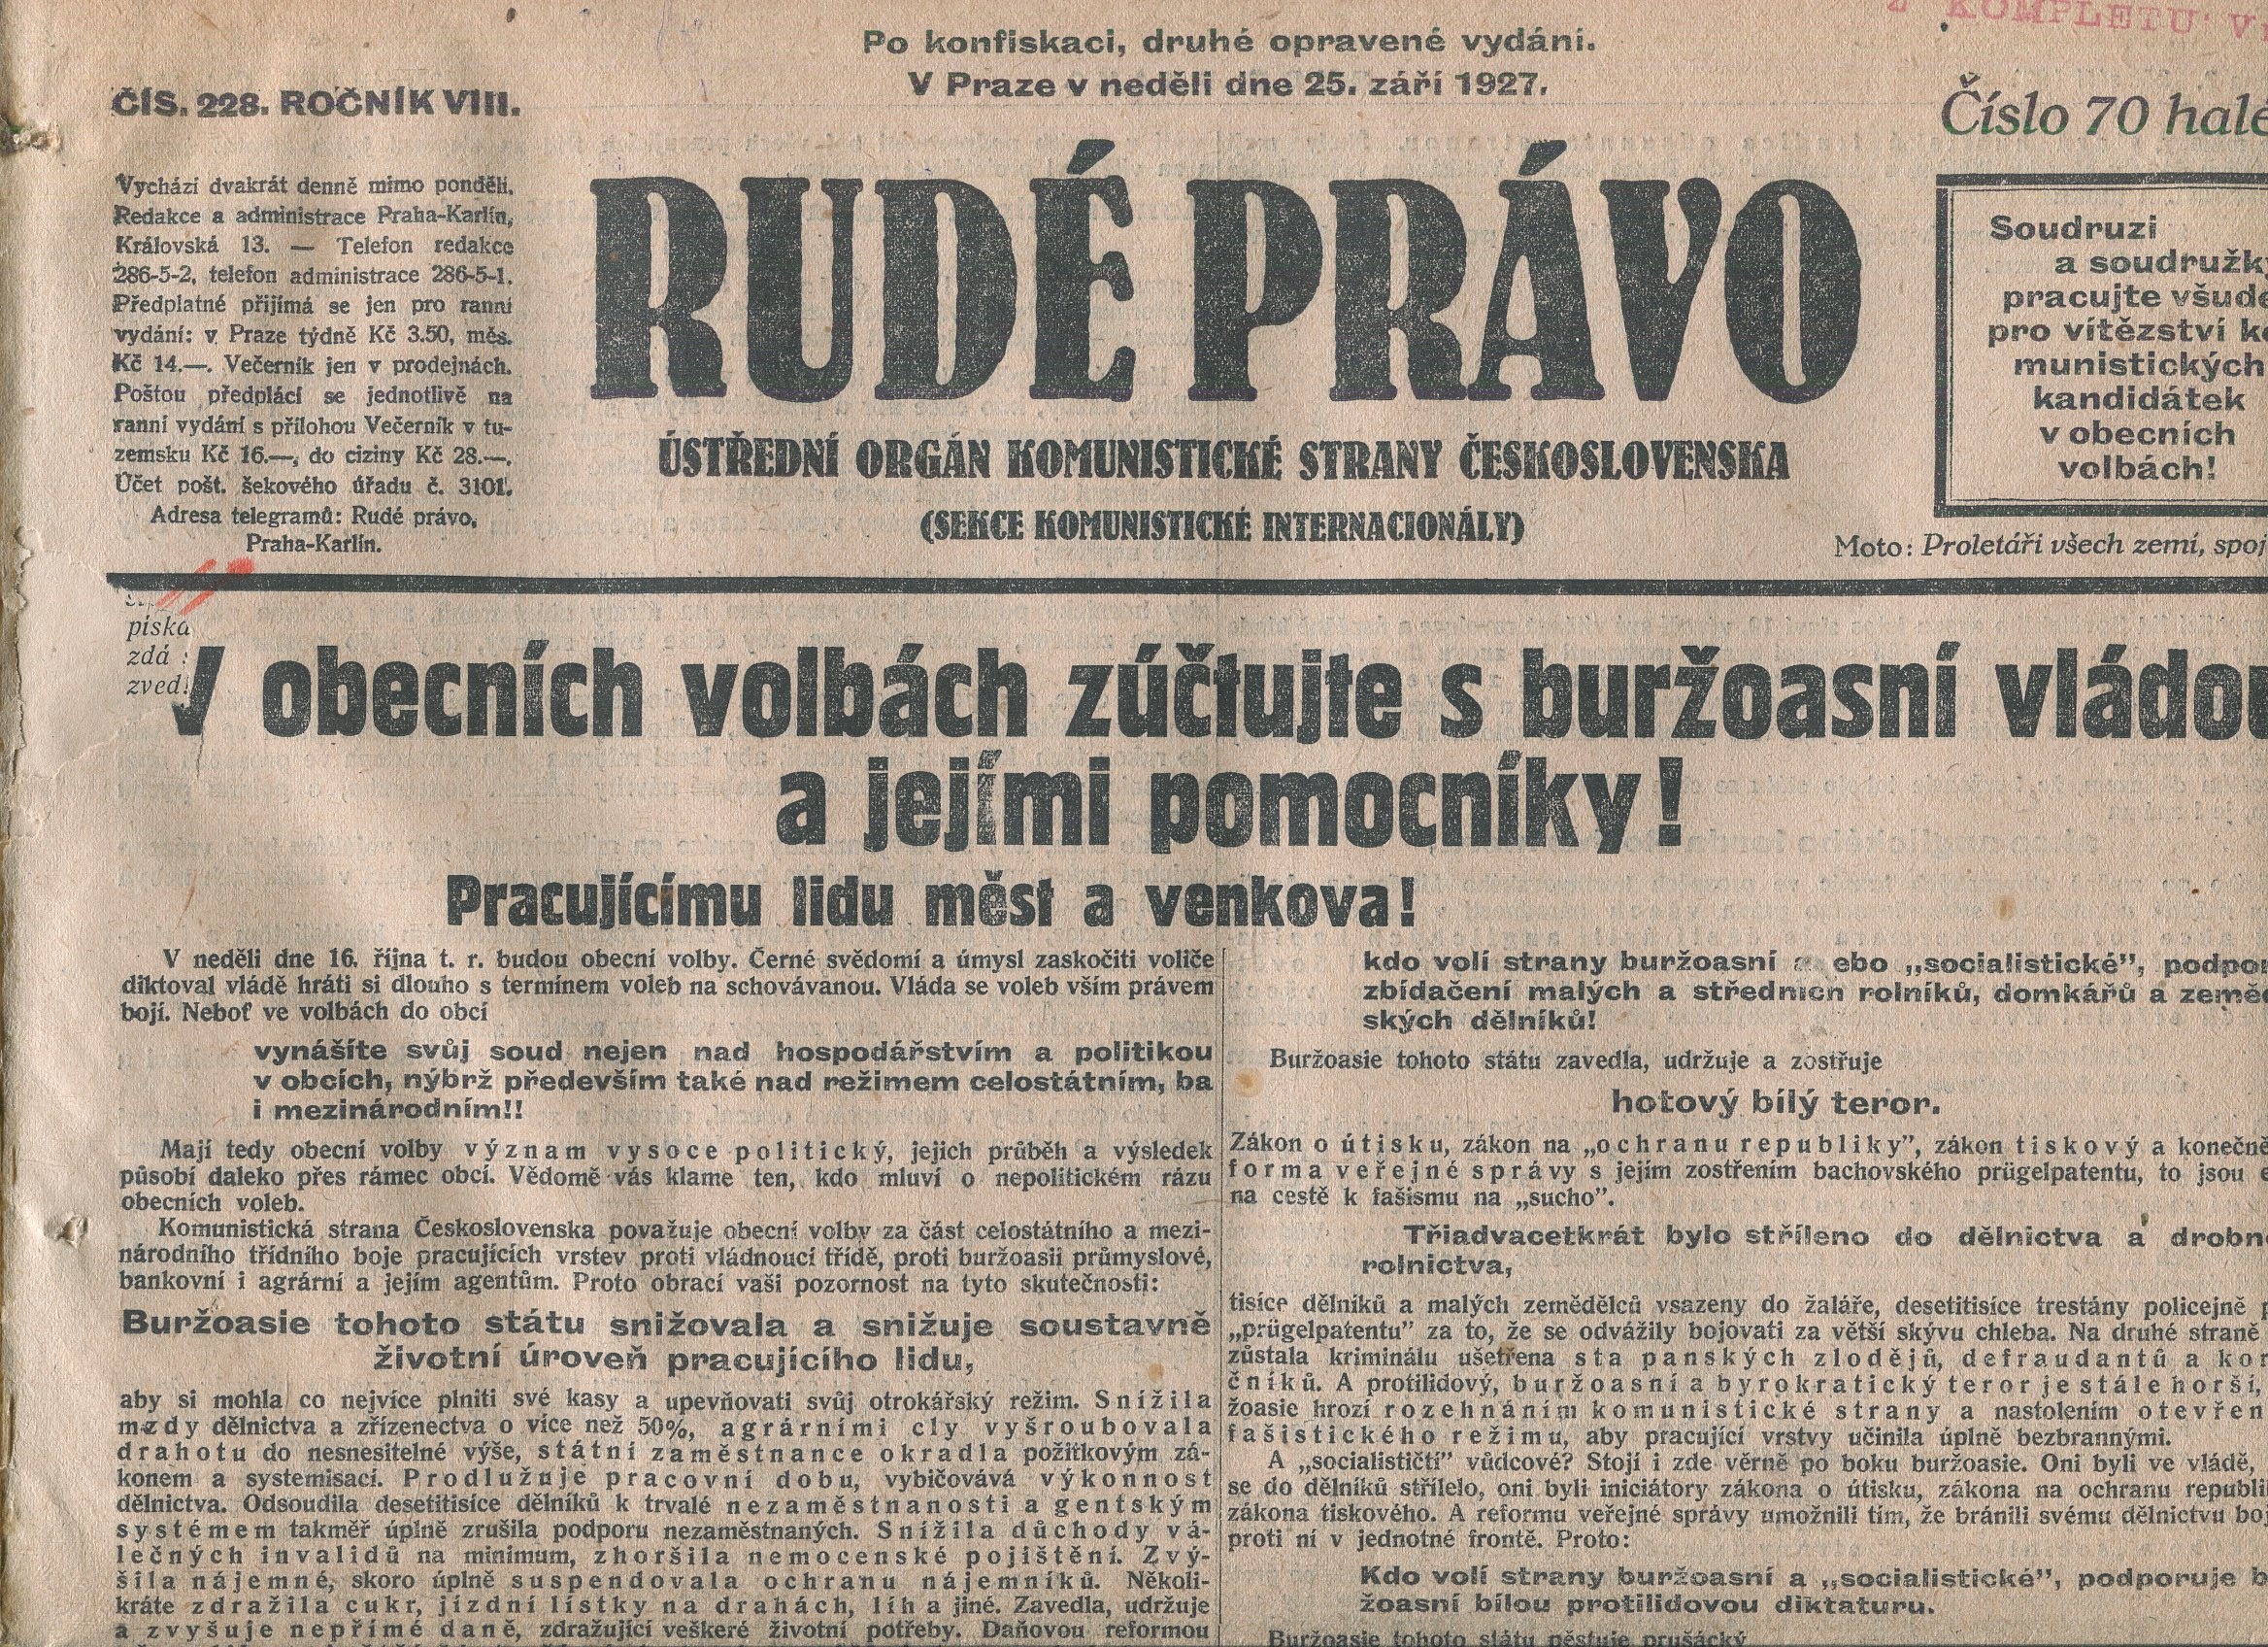 Z KOMPLETU
Po konfiskaci, druhé opravené vydání.
V Praze v neděli dne 25. září 1927.
ČÍS. 228. ROČNÍK VIII.
Číslo 70 hale
Vychází dvakrát denně mimo pondělí.
Redakce a administrace Praha-Karlín,
Královská 13. — Telefon redakce
286-5-2, telefon administrace 286-5-1.
Předplatné přijímá se jen pro ranní
vydání: v Praze týdně Kč 3.50, měs.
Kč 14.—. Večerník jen v prodejnách.
Poštou předplácí se jednotlivě na
ranní vydání s přílohou Večerník v tu-
zemsku Kč 16.—, do ciziny Kč 28.—.
Účet pošt. šekového úřadu č. 3101.
Adresa telegramů: Rudé právo,
Praha-Karlín.
RUDÉ PRÁVO
ÚSTŘEDNÍ ORGÁN KOMUNISTICKÉ STRANY ČESKOSLOVENSKA
(SEKCE KOMUNISTICKÉ INTERNACIONÁLY)
Soudruzi
a soudružky
pracujte všude
pro vítězství ko
munistických
kandidátek
v obecních
volbách!
Moto: Proletáři všech zemí, spoj
píska
zdá
zved
V obecních volbách zúčtujte s buržoasní vládou
a jejími pomocníky!
Pracujícímu lidu měst a venkova!
V neděli dne 16. října t. r. budou obecní volby. Černé svědomí a úmysl zaskočiti voliče
diktoval vládě hráti si dlouho s termínem voleb na schovávanou. Vláda se voleb vším právem
bojí. Neboť ve volbách do obcí
vynášíte svůj soud nejen nad hospodářstvím a politikou
v obcích, nýbrž především také nad režimem celostátním, ba
i mezinárodním!!
Mají tedy obecní volby význam vysoce politický, jejich průběh a výsledek
působí daleko přes rámec obcí. Vědomě vás klame ten, kdo mluví o nepolitickém rázu
obecních voleb.
Komunistická strana Československa považuje obecní volby za část celostátního a mezi-
národního třídního boje pracujících vrstev proti vládnoucí třídě, proti buržoasii průmyslové,
bankovní i agrární a jejím agentům. Proto obrací vaši pozornost na tyto skutečnosti:
Buržoasie tohoto státu snižovala a snižuje soustavně
životní úroveň pracujícího lidu,
aby si mohla co nejvíce plniti své kasy a upevňovati svůj otrokářský režim. Snížila
mzdy dělnictva a zřízenectva o více než 50%, agrárními cly vyšroubovala
drahotu do nesnesitelné výše, státní zaměstnance okradla požitkovým zá-
konem a systemisací. Prodlužuje pracovní dobu, vybičovává výkonnost
dělnictva. Odsoudila desetitisíce dělníků k trvalé nezaměstnanosti a gentským
systémem takměř úplně zrušila podporu nezaměstnaných. Snížila důchody vá-
lečných invalidů na minimum, zhoršila nemocenské pojištění. Zvý-
šila nájemné, skoro úplně suspendovala ochranu nájemníků. Několi-
kráte zdražila cukr, jízdní lístky na drahách, líh a jiné. Zavedla, udržuje
a zvyšuje nepřímé daně, zdražující veškeré životní potřeby. Daňovou reformou
kdo volí strany buržoasní a ebo „socialistické”, podpor
zbídačení malých a středních rolníků, domkářů a země
ských dělníků!
Buržoasie tohoto státu zavedla, udržuje a zostřuje
hotový bílý teror.
Zákon o útisku, zákon na „ochranu republiky”, zákon tiskový a konečně
forma veřejné správy s jejím zostřením bachovského prügelpatentu, to jsou
na cestě k fašismu na „sucho”.
Třiadvacetkrát bylo stříleno do dělnictva a drobn
rolnictva,
tisíce dělníků a malých zemědělců vsazeny do žaláře, desetitisíce trestány policejně
„prügelpatentu” za to, že se odvážily bojovati za větší skývu chleba. Na druhé straně
zůstala kriminálu ušetřena sta panských zlodějů, defraudantů a kor
čníků. A protilidový, buržoasní a byrokratický teror je stále horší,
žoasie hrozí rozehnáním komunistické strany a nastolením otevřen
fašistického režimu, aby pracující vrstvy učinila úplně bezbrannými.
A „socialističtí” vůdcové? Stojí i zde věrně po boku buržoasie. Oni byli ve vládě,
se do dělníků střílelo, oni byli iniciátory zákona o útisku, zákona na ochranu republi
zákona tiskového. A reformu veřejné správy umožnili tím, že bránili svému dělnictvu boj
proti ní v jednotné frontě. Proto:
Kdo volí strany buržoasní a „socialistické”, podporuje b
žoasní bílou protilidovou diktaturu.
Buržoasie tohoto státu pěstuje prušácký